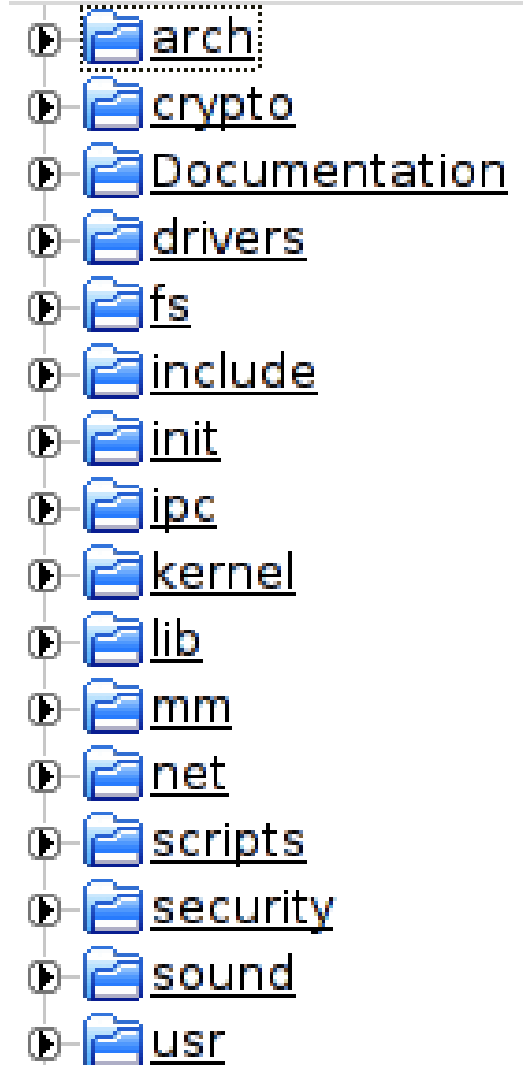 arch
crypto
Documentation
drivers
fs
include
init
ipc
kernel
lib
mm
net
scripts
security
sound
usr